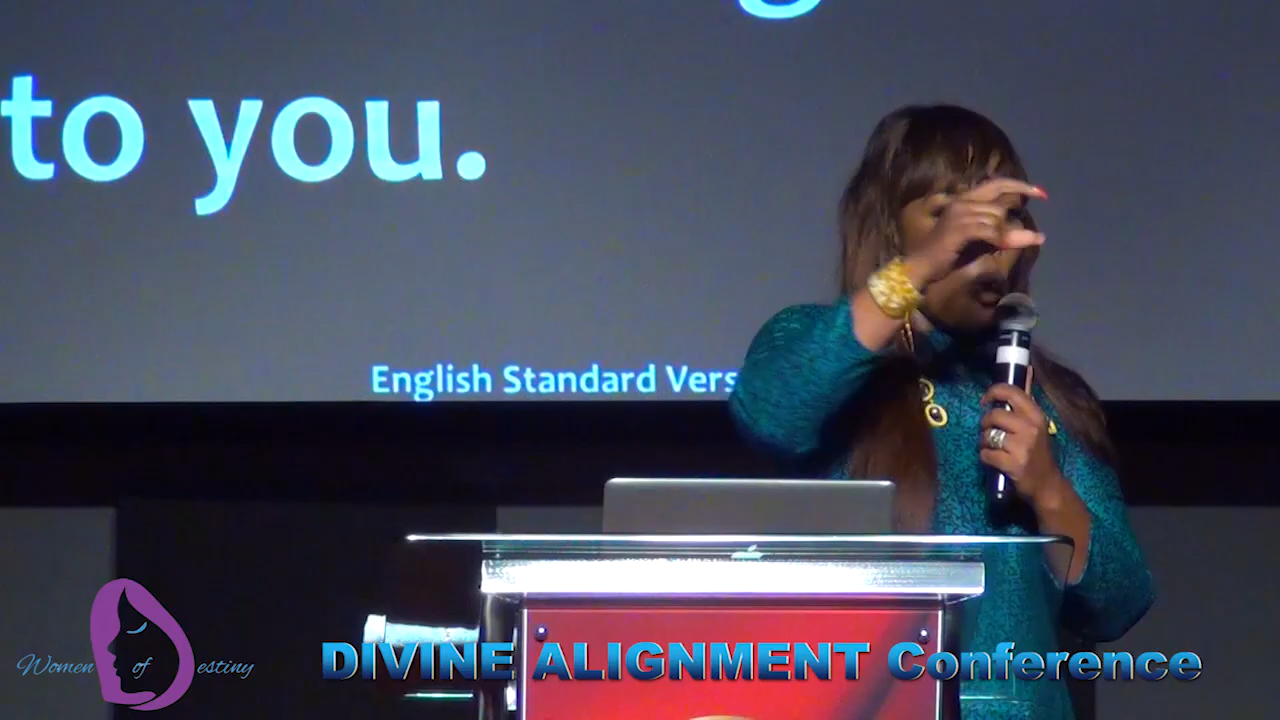 to you.
English Standard Vers
Women of Destiny
DIVINE ALIGNMENT Conference